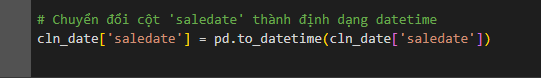 # Chuyển đổi cột 'saledate' thành định dạng datetime
cln_date['saledate'] = pd.to_datetime(cln_date['saledate'])